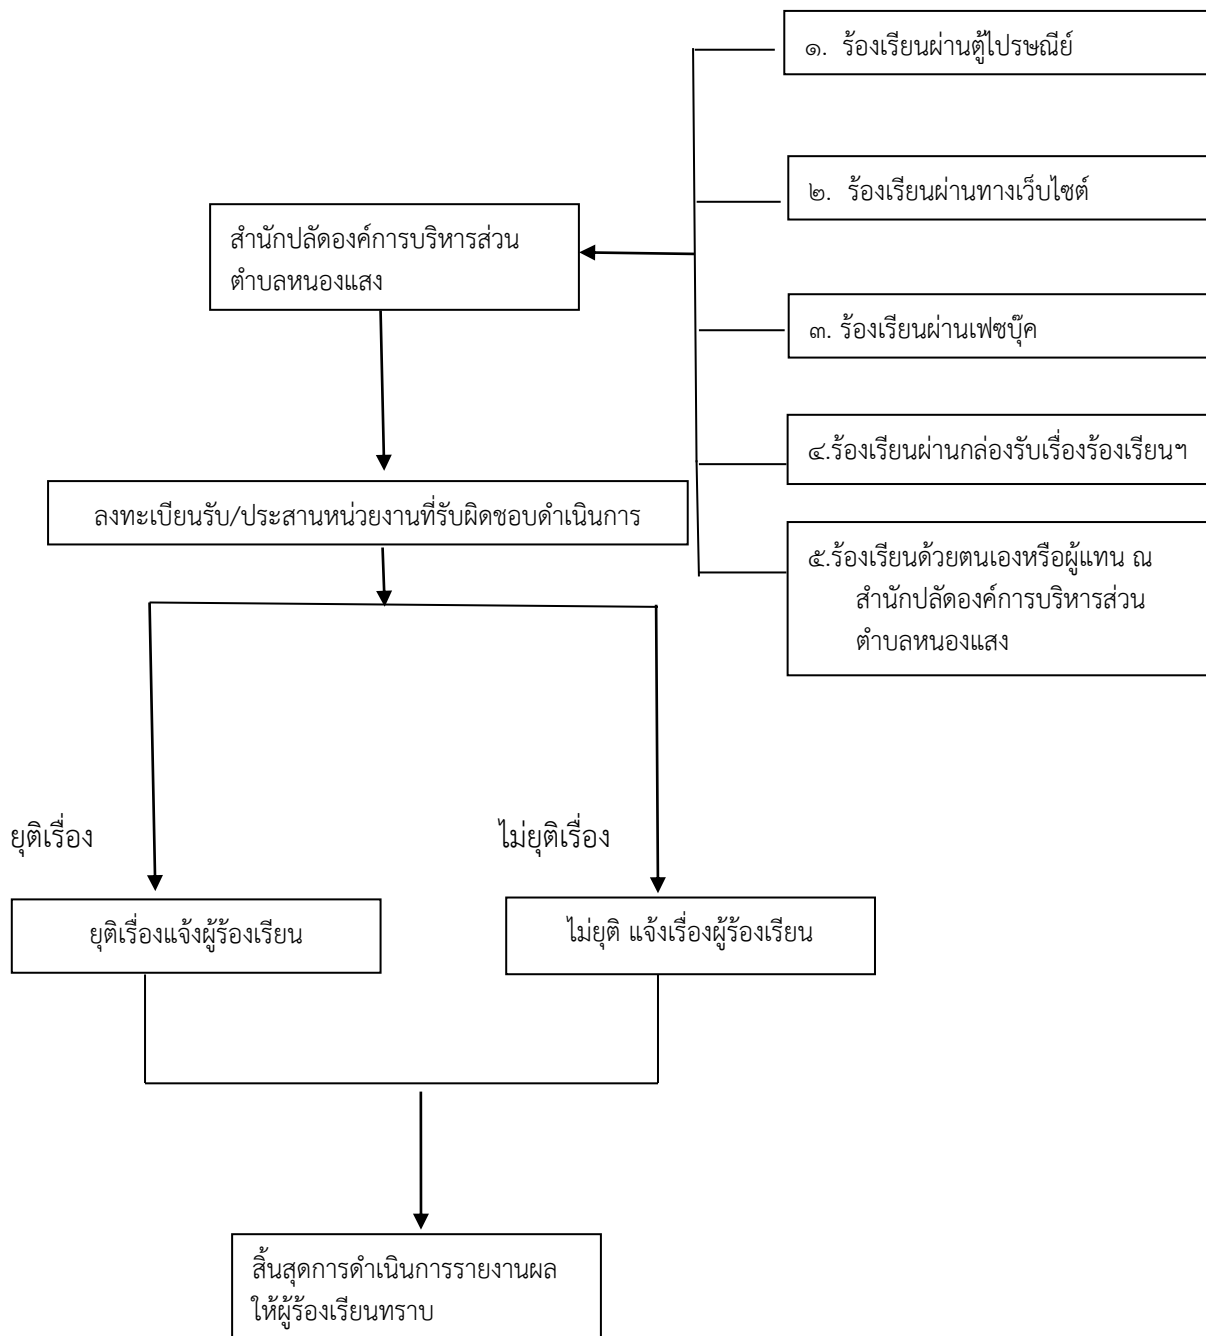 ๑. ร้องเรียนผ่านตู้ไปรษณีย์
๒. ร้องเรียนผ่านทางเว็บไซต์
สำนักปลัดองค์การบริหารส่วน
ตำบลหนองแสง
๓. ร้องเรียนผ่านเฟซบุ๊ค
๔.ร้องเรียนผ่านกล่องรับเรื่องร้องเรียนฯ
ลงทะเบียนรับ/ประสานหน่วยงานที่รับผิดชอบดำเนินการ
๕.ร้องเรียนด้วยตนเองหรือผู้แทน ณ
สำนักปลัดองค์การบริหารส่วน
ตำบลหนองแสง
ยุติเรื่อง
ไม่ยุติเรื่อง
ยุติเรื่องแจ้งผู้ร้องเรียน
ไม่ยุติ แจ้งเรื่องผู้ร้องเรียน
สิ้นสุดการดำเนินการรายงานผล
ให้ผู้ร้องเรียนทราบ